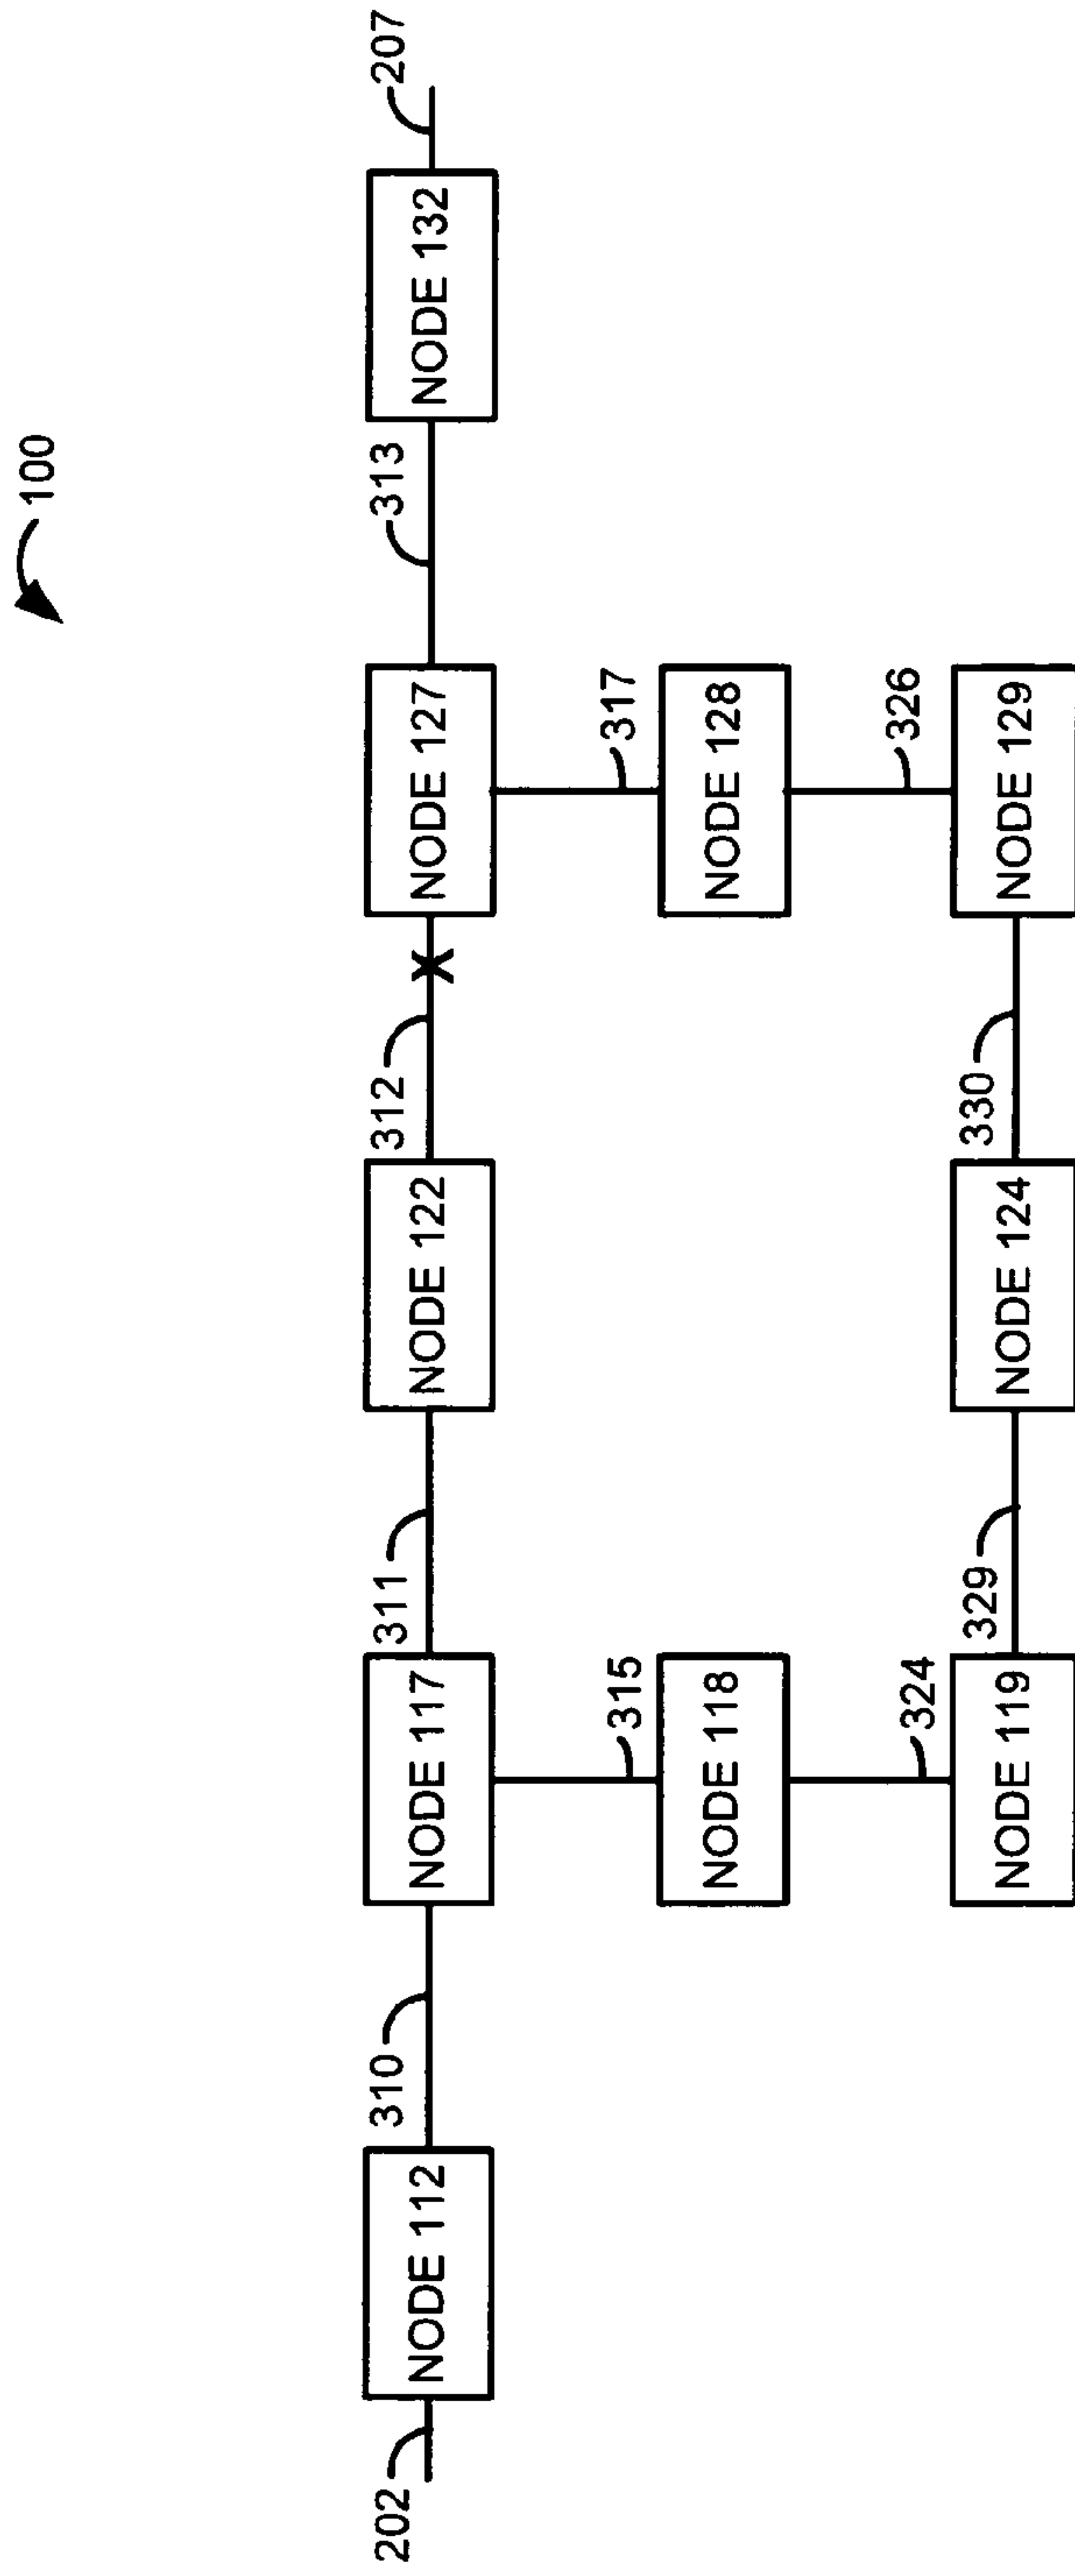 100
202
NODE 112
310
NODE 117
311
NODE 122
312
X
NODE 127
313
NODE 132
207
315
317
NODE 118
NODE 128
324
326
NODE 119
329
NODE 124
330
NODE 129